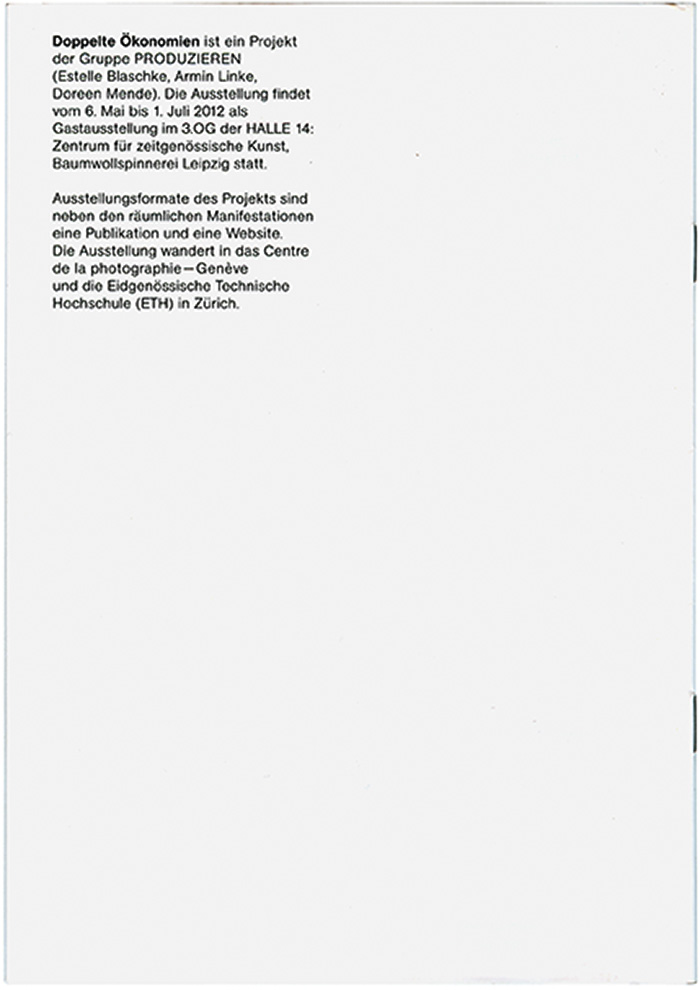 Doppelte Ökonomien ist ein Projekt
der Gruppe PRODUZIEREN
(Estelle Blaschke, Armin Linke,
Doreen Mende). Die Ausstellung findet
vom 6. Mai bis 1. Juli 2012 als
Gastausstellung im 3.OG der HALLE 14:
Zentrum für zeitgenössische Kunst,
Baumwollspinnerei Leipzig statt.
Ausstellungsformate des Projekts sind
neben den räumlichen Manifestationen
eine Publikation und eine Website.
Die Ausstellung wandert in das Centre
de la photographie—Genève
und die Eidgenössische Technische
Hochschule (ETH) in Zürich.